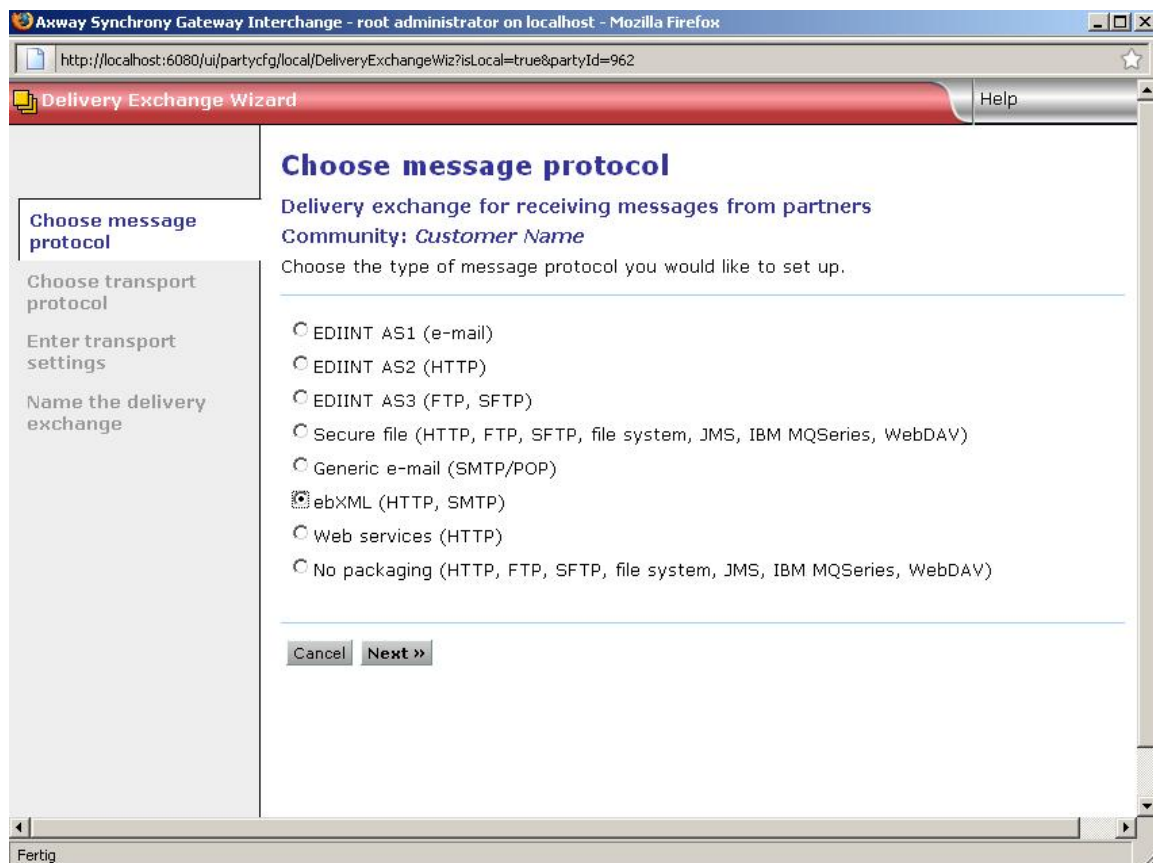 Axway Synchrony Gateway Interchange - root administrator on localhost - Mozilla Firefox
http://localhost:6080/ui/partycfg/local/DeliveryExchangeWiz?isLocal=true&partyId=962
Delivery Exchange Wizard
Help
Choose message
protocol
Choose transport
protocol
Enter transport
settings
Name the delivery
exchange
Choose message protocol
Delivery exchange for receiving messages from partners
Community: Customer Name
Choose the type of message protocol you would like to set up.
EDIINT AS1 (e-mail)
EDIINT AS2 (HTTP)
EDIINT AS3 (FTP, SFTP)
Secure file (HTTP, FTP, SFTP, file system, JMS, IBM MQSeries, WebDAV)
Generic e-mail (SMTP/POP)
ebXML (HTTP, SMTP)
Web services (HTTP)
No packaging (HTTP, FTP, SFTP, file system, JMS, IBM MQSeries, WebDAV)
Cancel Next »
Fertig